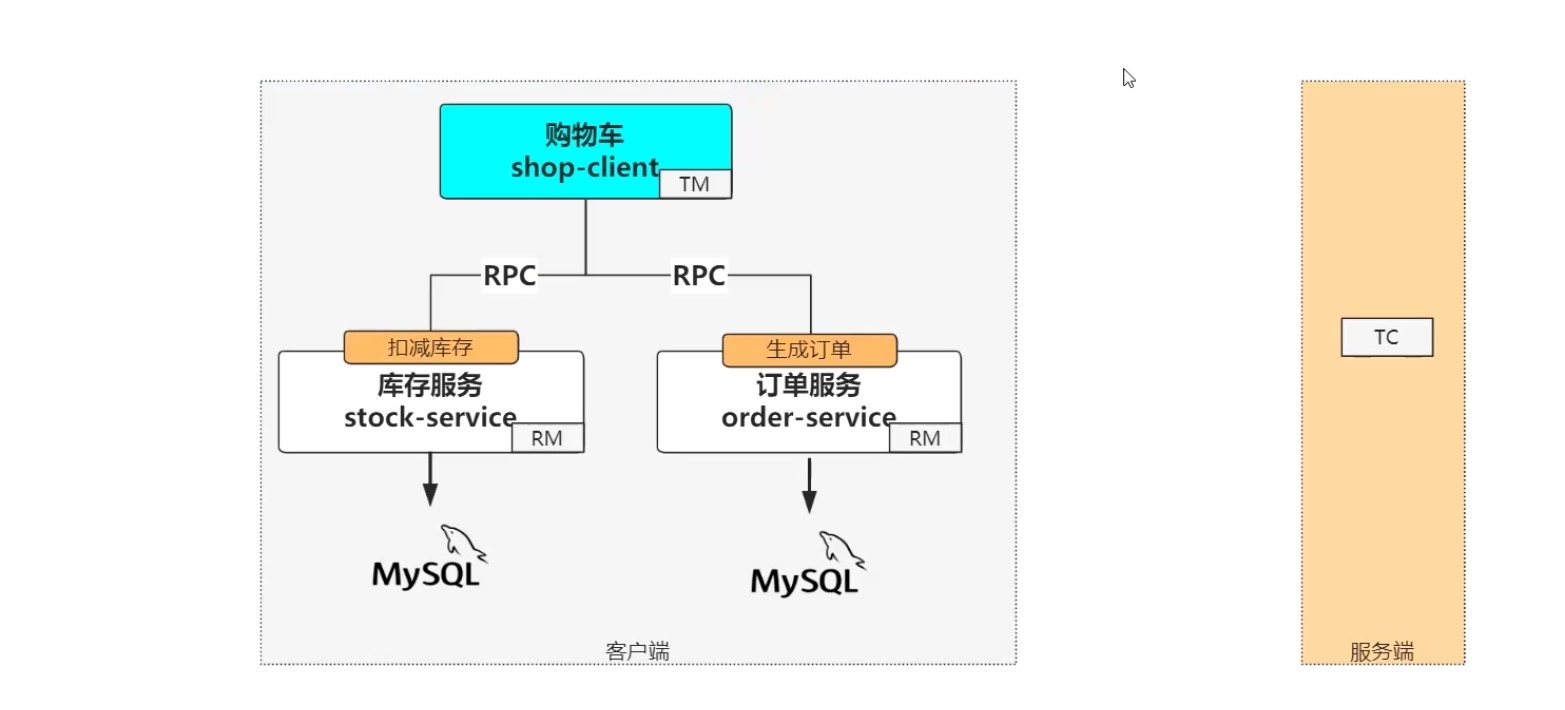 购物车
shop-client
TM
RPC
RPC
扣减库存
库存服务
stock-service
RM
生成订单
订单服务
order-service
RM
TC
MySQL
MySQL
客户端
服务端